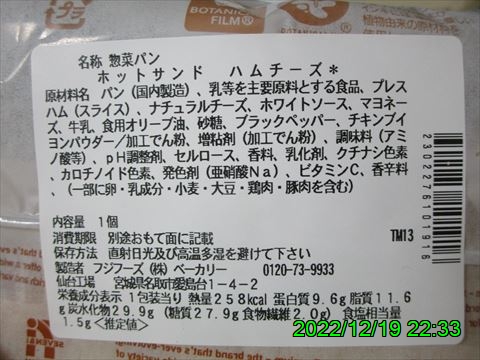 プラ
BOTANICAL
FILM®
植物由来の原材料を
名称 惣菜パン
ホットサンド ハムチーズ*
原材料名 パン(国内製造)、乳等を主要原料とする食品、プレス
ハム(スライス)、ナチュラルチーズ、ホワイトソース、マヨネー
ズ、牛乳、食用オリーブ油、砂糖、ブラックペッパー、チキンブイ
ヨンパウダー/加工でん粉、増粘剤(加工でん粉)、調味料(アミ
ノ酸等)、pH調整剤、セルロース、香料、乳化剤、クチナシ色素
、カロチノイド色素、発色剤(亜硝酸Na)、ビタミンC、香辛料
、(一部に卵・乳成分・小麦・大豆・鶏肉・豚肉を含む)
内容量 1個
消費期限 別途おもて面に記載
TM13
保存方法 直射日光及び高温多湿を避けて下さい
製造者 フジフーズ(株)ベーカリー 0120-73-9933
仙台工場 宮城県名取市愛島台1-4-2
栄養成分表示 1包装当り 熱量258kcal 蛋白質9.6g 脂質11.6
g 炭水化物29.9g (糖質27.9g 食物繊維2.0g) 食塩相当量
1.5g<推定値>
2302276101916
SEVEN&i
2022/12/19 22:33